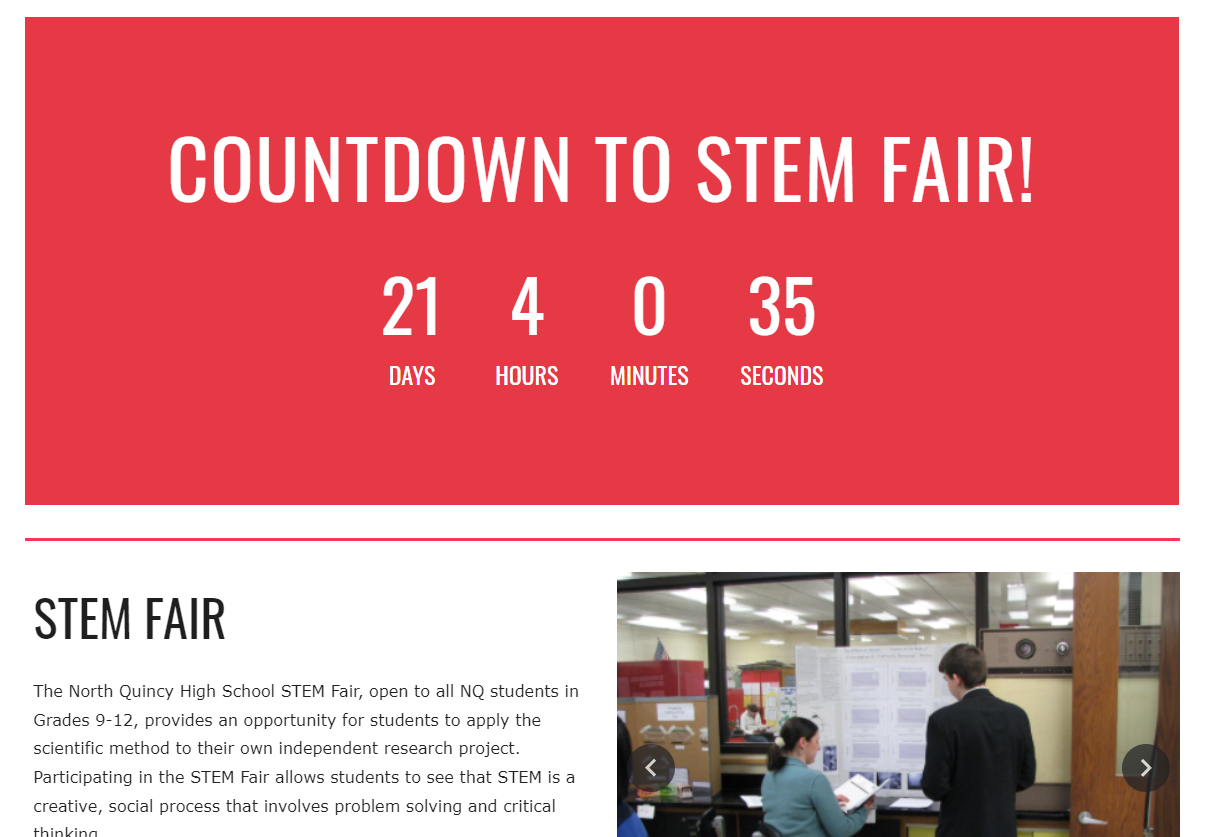 COUNTDOWN TO STEM FAIR!
21 4 0 35
DAYS HOURS MINUTES SECONDS
STEM FAIR
The North Quincy High School STEM Fair, open to all NQ students in
Grades 9-12, provides an opportunity for students to apply the
scientific method to their own independent research project.
Participating in the STEM Fair allows students to see that STEM is a
creative, social process that involves problem solving and critical
thinking